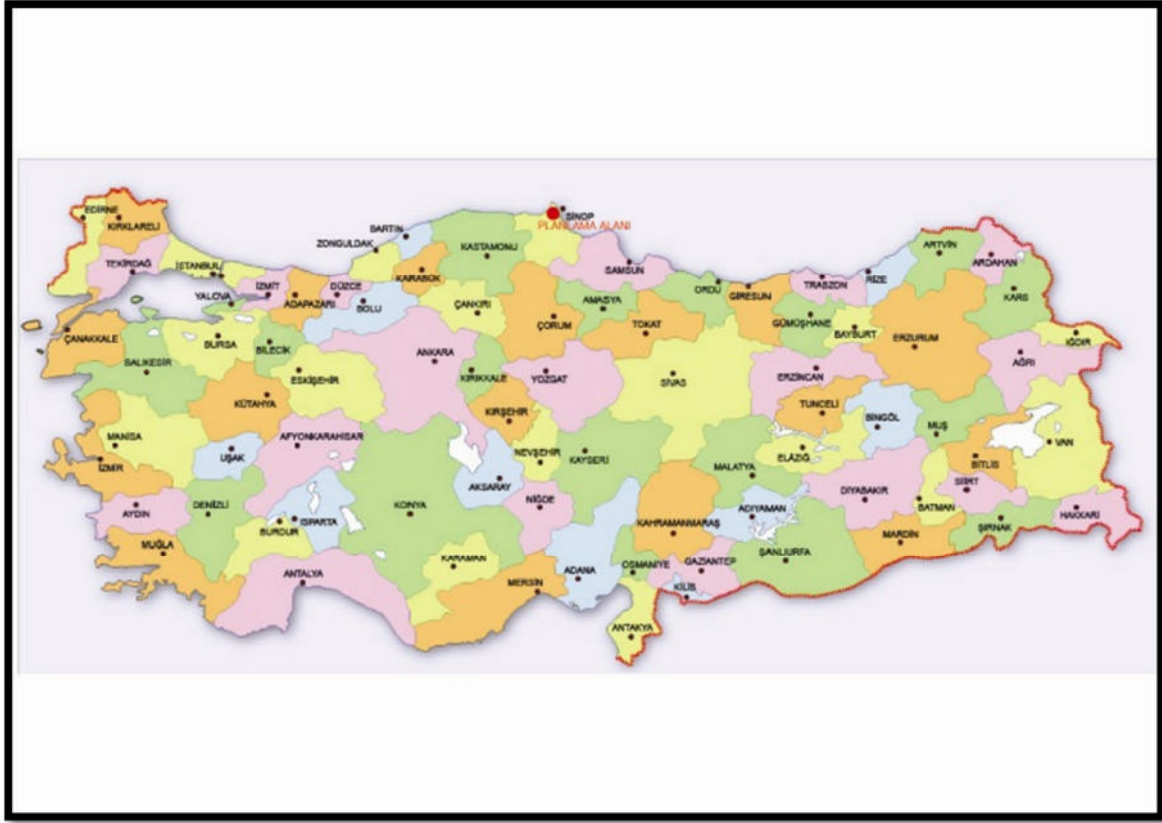 EDİRNE
KIRKLARELİ
TEKİRDAĞ
İSTANBUL
YALOVA
İZMİT
ADAPAZARI
DÜZCE
BOLU
ZONGULDAK
BARTIN
KARABÜK
KASTAMONU
SİNOP
PLANLAMA ALANI
SAMSUN
ÇANKIRI
ÇORUM
AMASYA
TOKAT
ORDU
GİRESUN
TRABZON
RİZE
ARTVİN
ARDAHAN
KARS
GÜMÜŞHANE
BAYBURT
ERZURUM
IĞDIR
AĞRI
ÇANAKKALE
BALIKESİR
BURSA
BİLECİK
ESKİŞEHİR
KÜTAHYA
ANKARA
KIRIKKALE
YOZGAT
KIRŞEHİR
SİVAS
ERZİNCAN
TUNCELİ
BİNGÖL
MUŞ
VAN
BİTLİS
MANİSA
İZMİR
UŞAK
AFYONKARAHİSAR
NEVŞEHİR
KAYSERİ
MALATYA
ELAZIĞ
DİYABAKIR
SİİRT
BATMAN
AYDIN
DENİZLİ
BURDUR
ISPARTA
KONYA
AKSARAY
NİĞDE
KAHRAMANMARAŞ
ADIYAMAN
ŞANLIURFA
MARDİN
ŞIRNAK
HAKKARİ
MUĞLA
ANTALYA
KARAMAN
MERSİN
ADANA
OSMANİYE
GAZİANTEP
KİLİS
ANTAKYA